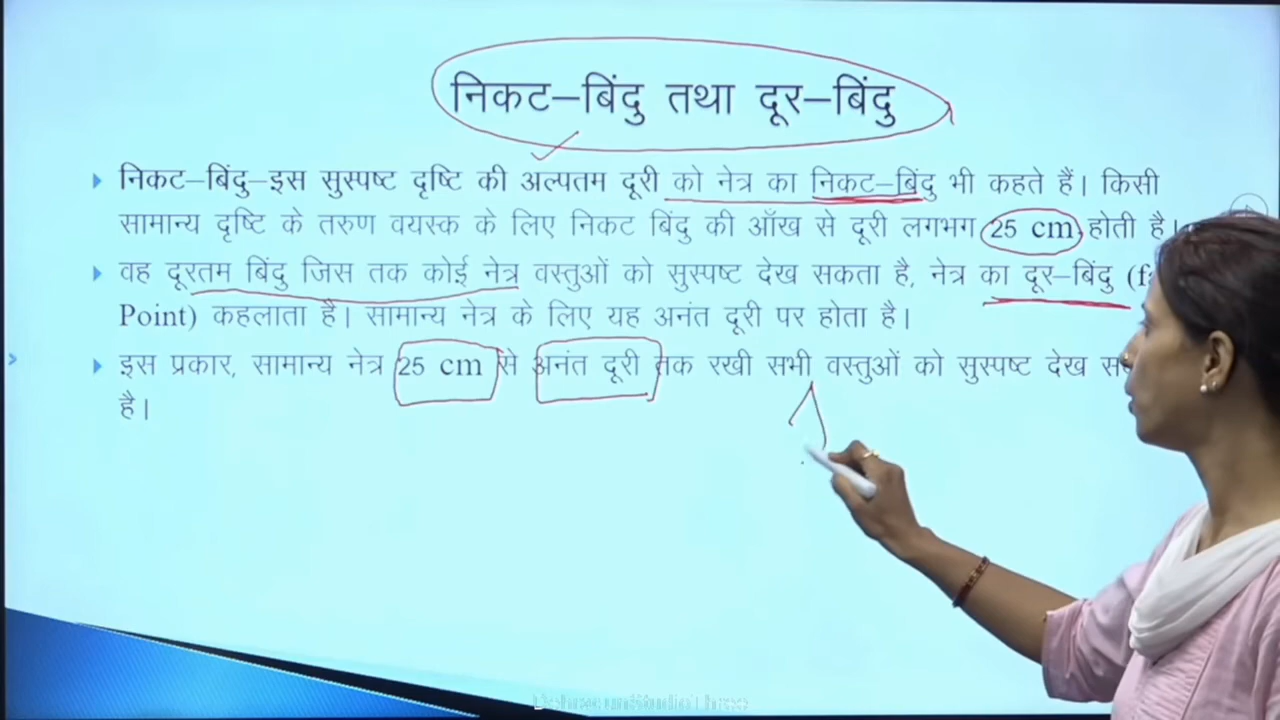 निकट–बिंदु तथा दूर–बिंदु
निकट–बिंदु–इस सुस्पष्ट दृष्टि की अल्पतम दूरी को नेत्र का निकट–बिंदु भी कहते हैं। किसी
सामान्य दृष्टि के तरुण वयस्क के लिए निकट बिंदु की आँख से दूरी लगभग 25 cm होती है।
वह दूरतम बिंदु जिस तक कोई नेत्र वस्तुओं को सुस्पष्ट देख सकता है, नेत्र का दूर–बिंदु
Point) कहलाता है। सामान्य नेत्र के लिए यह अनंत दूरी पर होता है।
इस प्रकार, सामान्य नेत्र 25 cm से अनंत दूरी तक रखी सभी वस्तुओं को सुस्पष्ट देख
है।